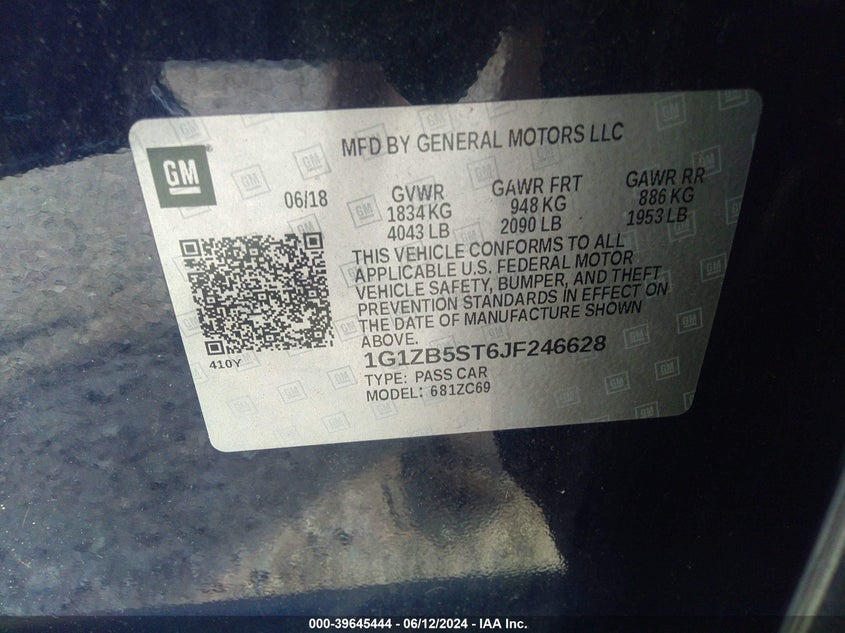 GM
MFD BY GENERAL MOTORS LLC
06/18
GVWR
1834 KG
4043 LB
GAWR FRT
948 KG
2090 LB
GAWR RR
886 KG
1953 LB
THIS VEHICLE CONFORMS TO ALL
APPLICABLE U.S. FEDERAL MOTOR
VEHICLE SAFETY, BUMPER, AND THEFT
PREVENTION STANDARDS IN EFFECT ON
THE DATE OF MANUFACTURE SHOWN
ABOVE.
410Y
1G1ZB5ST6JF246628
TYPE: PASS CAR
MODEL: 681ZC69
000-39645444 - 06/12/2024 - IAA Inc.